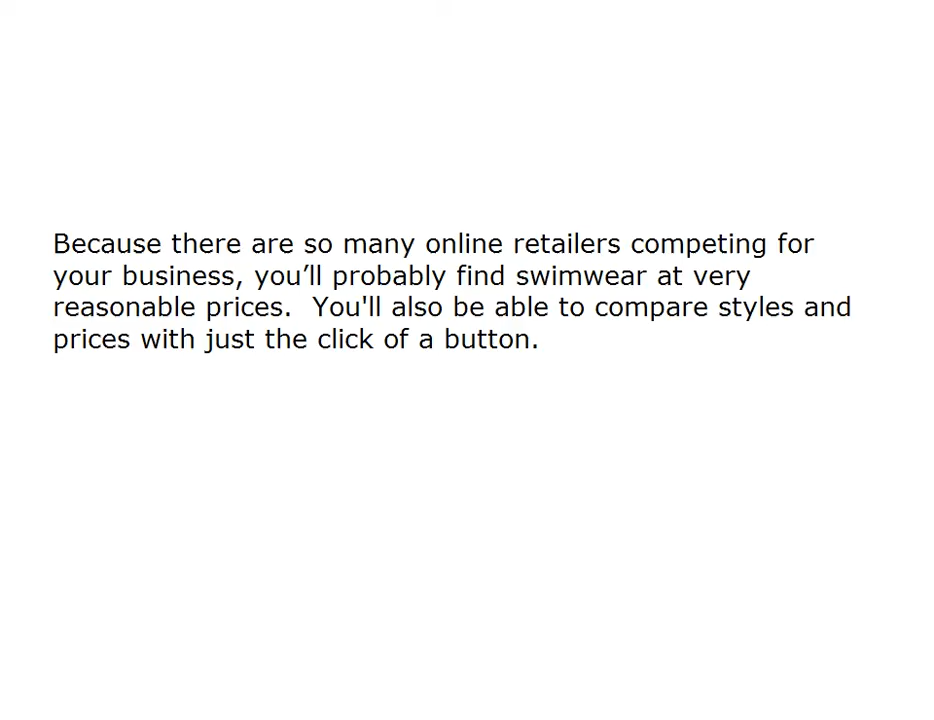 Because there are so many online retailers competing for
your business, you’ll probably find swimwear at very
reasonable prices.  You'll also be able to compare styles and
prices with just the click of a button.